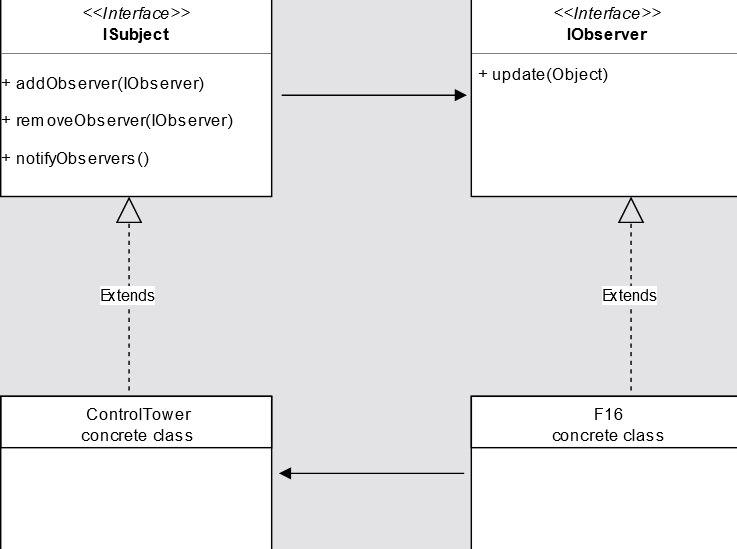 <<Interface>>
ISubject
+ addObserver(IObserver)
+ removeObserver(IObserver)
+ notifyObservers()
<<Interface>>
IObserver
+ update(Object)
Extends
Extends
ControlTower
concrete class
F16
concrete class